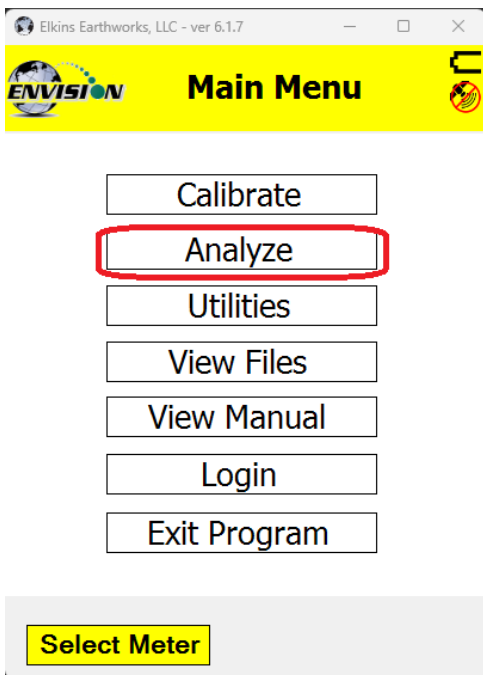 Elkins Earthworks, LLC - ver 6.1.7
ENVISION
Main Menu
Calibrate
Analyze
Utilities
View Files
View Manual
Login
Exit Program
Select Meter